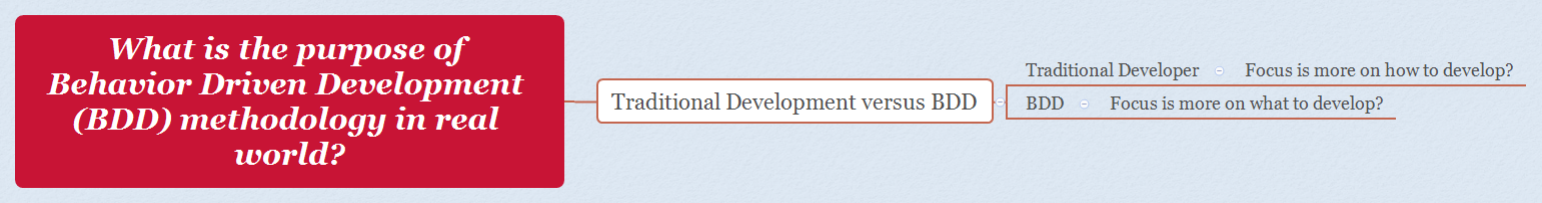 What is the purpose of
Behavior Driven Development
(BDD) methodology in real
world?
Traditional Development versus BDD
Traditional Developer Focus is more on how to develop?
BDD Focus is more on what to develop?